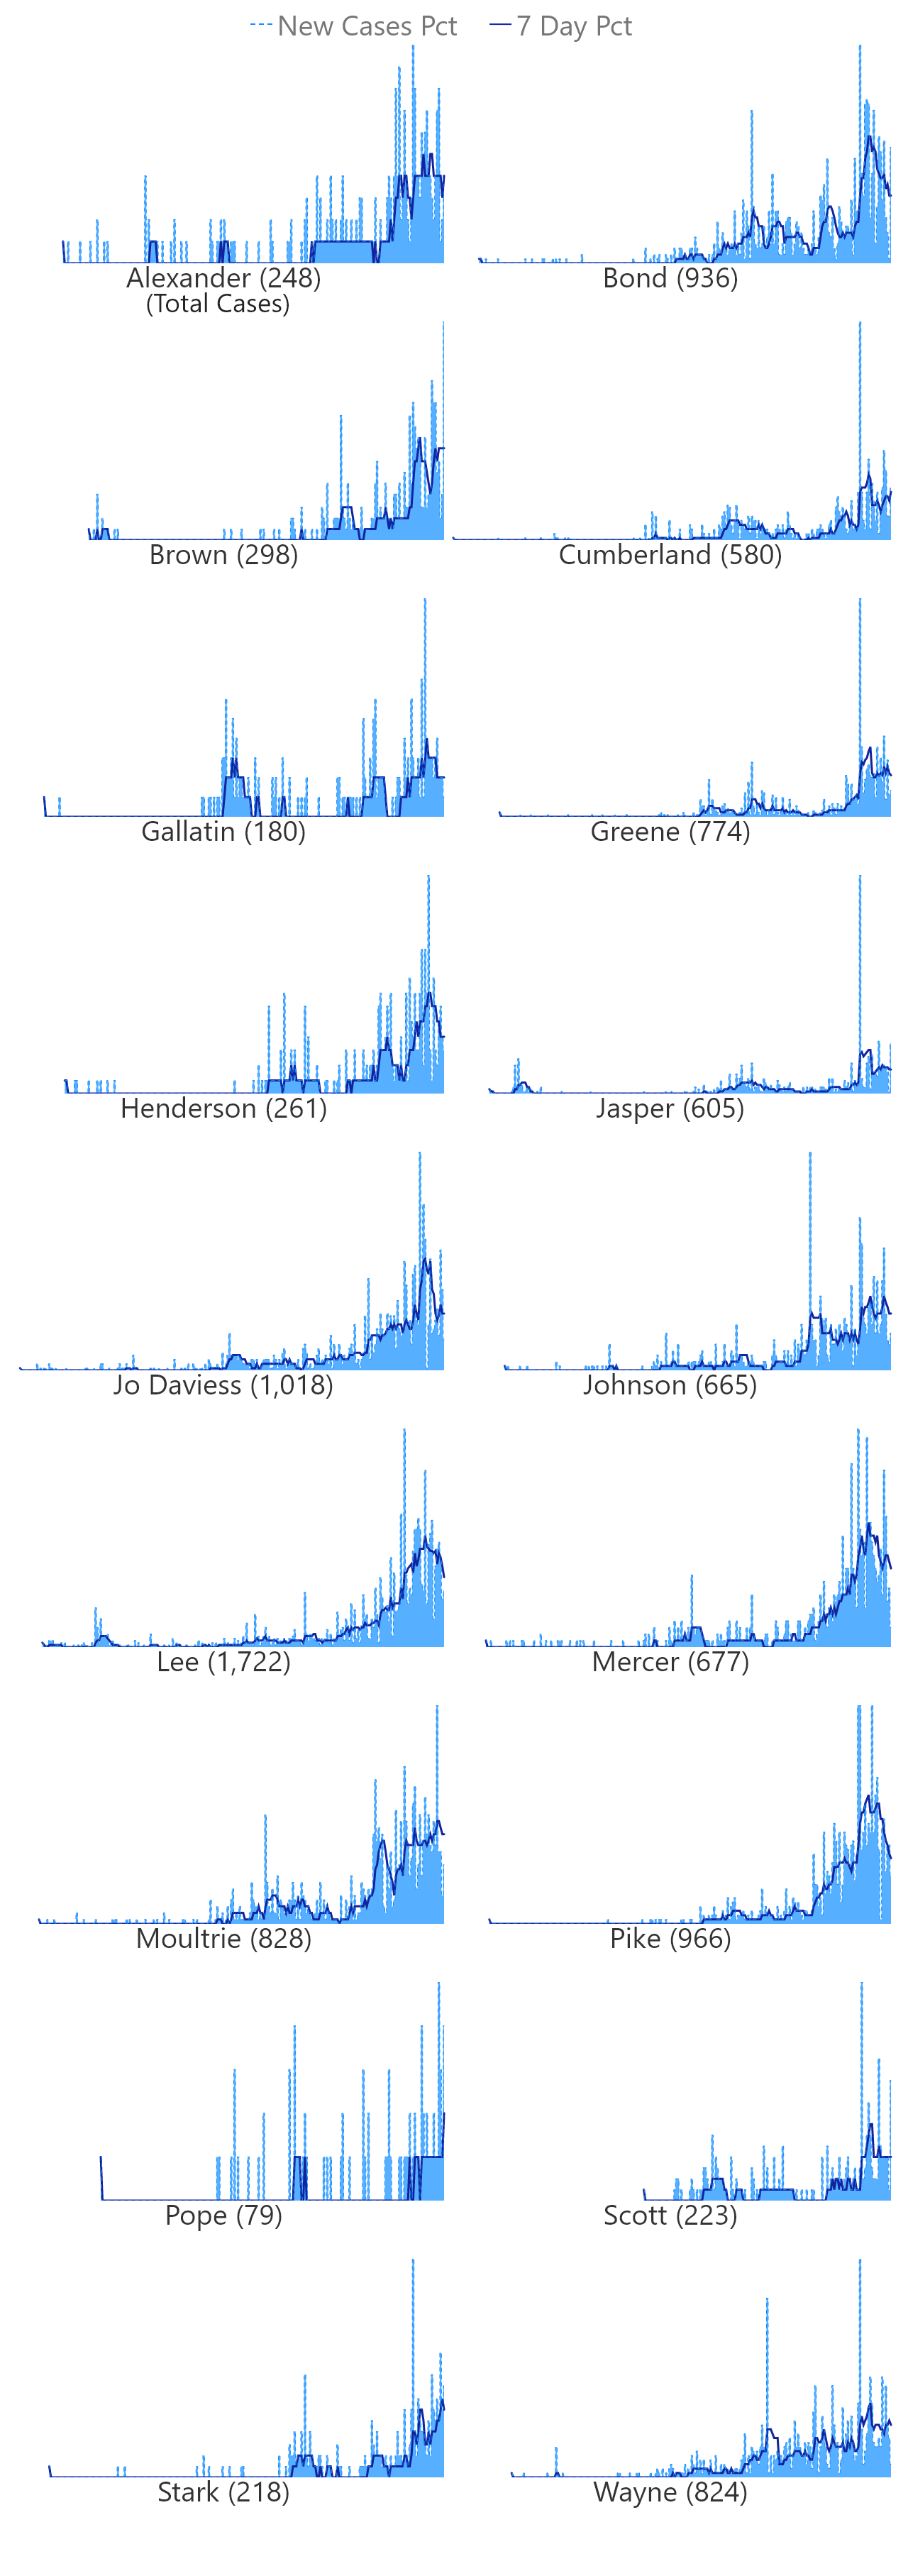 New Cases Pct 7 Day Pct
Alexander (248) Bond (936)
(Total Cases)
Brown (298) Cumberland (580)
Gallatin (180) Greene (774)
Henderson (261) Jasper (605)
Jo Daviess (1,018) Johnson (665)
Lee (1,722) Mercer (677)
Moultrie (828) Pike (966)
Pope (79) Scott (223)
Stark (218) Wayne (824)